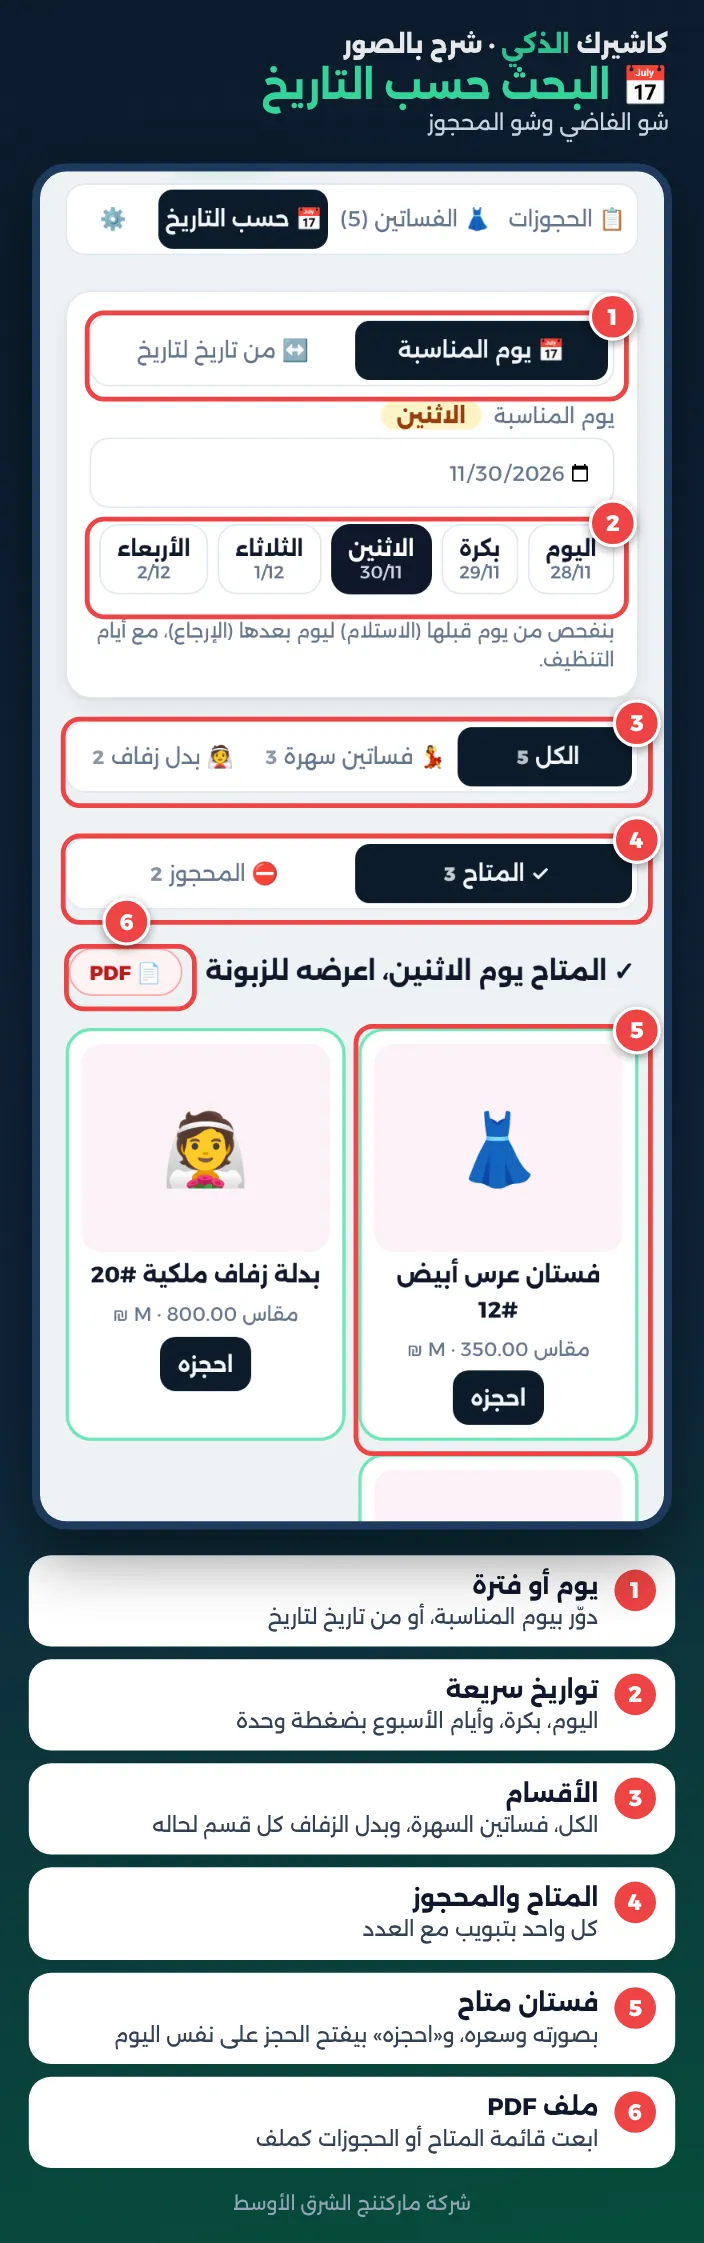 كاشيرك الذكي · شرح بالصور
📅 البحث حسب التاريخ
شو الفاضي وشو المحجوز
📋 الحجوزات 👗 الفساتين (5) 📅 حسب التاريخ ⚙️
1
📅 يوم المناسبة ↔️ من تاريخ لتاريخ
يوم المناسبة الاثنين
11/30/2026
2
اليوم بكرة الاثنين الثلاثاء الأربعاء
28/11 29/11 30/11 1/12 2/12
بنفحص من يوم قبلها (الاستلام) ليوم بعدها (الإرجاع)، مع أيام
التنظيف.
3
الكل 5 💃 فساتين سهرة 3 👰 بدل زفاف 2
4
✓ المتاح 3 ⛔ المحجوز 2
6
✓ المتاح يوم الاثنين، اعرضه للزبونة 📄 PDF
5
فستان عرس أبيض
#12
مقاس M · 350.00 ₪
احجزه
بدلة زفاف ملكية #20
مقاس M · 800.00 ₪
احجزه
1 يوم أو فترة
دوّر بيوم المناسبة، أو من تاريخ لتاريخ
2 تواريخ سريعة
اليوم، بكرة، وأيام الأسبوع بضغطة وحدة
3 الأقسام
الكل، فساتين السهرة، وبدل الزفاف كل قسم لحاله
4 المتاح والمحجوز
كل واحد بتبويب مع العدد
5 فستان متاح
بصورته وسعره، و«احجزه» بيفتح الحجز على نفس اليوم
6 ملف PDF
ابعت قائمة المتاح أو الحجوزات كملف
شركة ماركتنج الشرق الأوسط